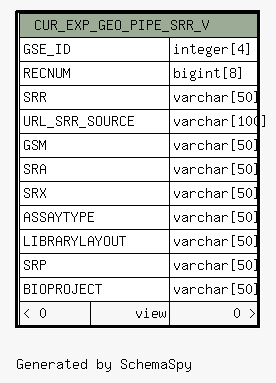 CUR_EXP_GEO_PIPE_SRR_V
GSE_ID integer[4]
RECNUM bigint[8]
SRR varchar[50]
URL_SRR_SOURCE varchar[100]
GSM varchar[50]
SRA varchar[50]
SRX varchar[50]
ASSAYTYPE varchar[50]
LIBRARYLAYOUT varchar[50]
SRP varchar[50]
BIOPROJECT varchar[50]
< 0 view 0 >
Generated by SchemaSpy